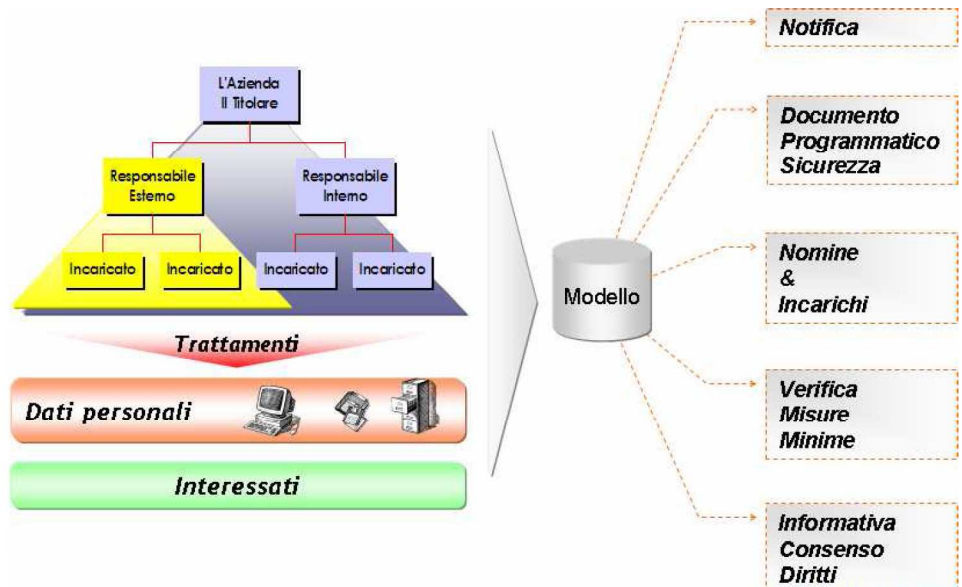 L'Azienda
Il Titolare
Responsabile
Esterno
Responsabile
Interno
Incaricato
Incaricato
Incaricato
Incaricato
Trattamenti
Dati personali
Interessati
Modello
Notifica
Documento
Programmatico
Sicurezza
Nomine
&
Incarichi
Verifica
Misure
Minime
Informativa
Consenso
Diritti